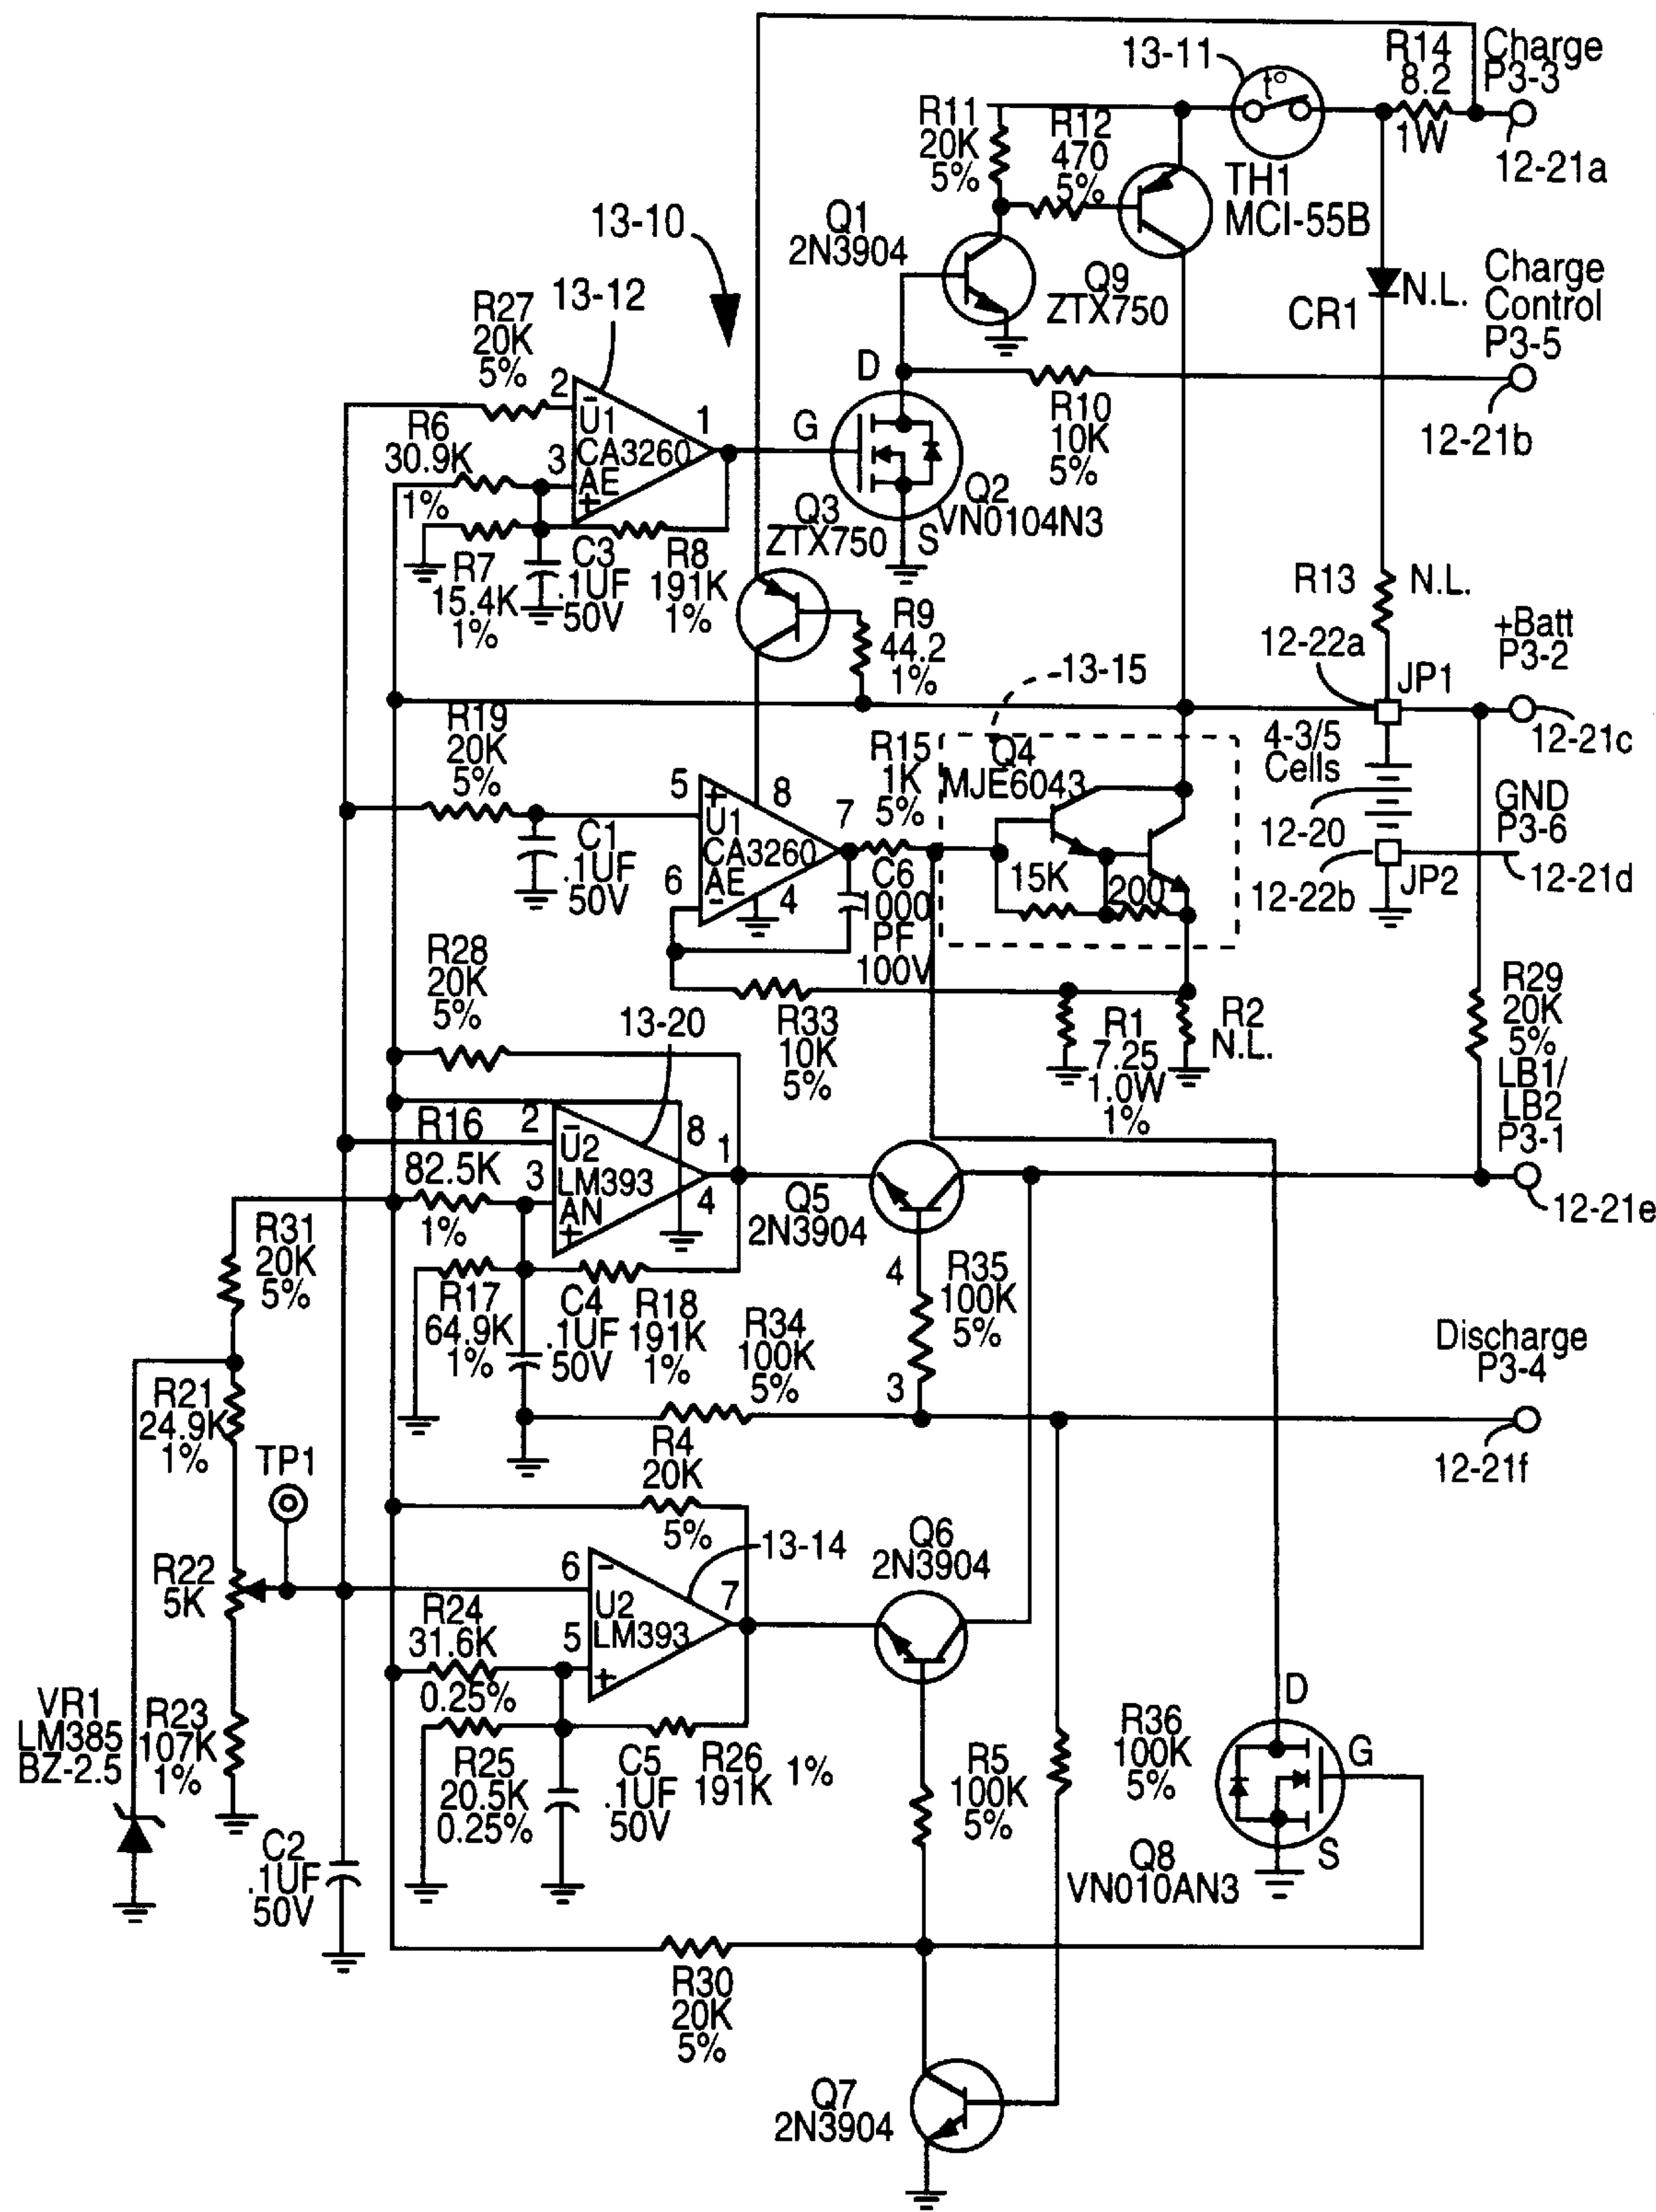 13-11
t°
R14
8.2
1W
Charge
P3-3
12-21a
R11
20K
5%
R12
470
5%
TH1
MCI-55B
13-10
Q1
2N3904
Q9
ZTX750
CR1
N.L.
Charge
Control
P3-5
12-21b
R27
20K
5%
13-12
2
-
U1
CA3260
AE
+
3
1
R6
30.9K
1%
R7
15.4K
1%
C3
.1UF
50V
R8
191K
1%
G
D
S
Q2
VN0104N3
R10
10K
5%
Q3
ZTX750
R9
44.2
1%
R13
N.L.
12-22a
JP1
+Batt
P3-2
12-21c
13-15
R19
20K
5%
C1
.1UF
50V
5
+
U1
CA3260
AE
-
6
8
7
4
R15
1K
5%
C6
1000
PF
100V
Q4
MJE6043
15K
200
4-3/5
Cells
12-20
12-22b
JP2
GND
P3-6
12-21d
R28
20K
5%
13-20
R33
10K
5%
R1
7.25
1.0W
1%
R2
N.L.
R29
20K
5%
LB1/
LB2
P3-1
12-21e
R16
82.5K
1%
2
-
U2
LM393
AN
+
3
8
1
4
Q5
2N3904
R31
20K
5%
R17
64.9K
1%
C4
.1UF
50V
R18
191K
1%
R34
100K
5%
4
R35
100K
5%
3
Discharge
P3-4
12-21f
R21
24.9K
1%
TP1
R4
20K
5%
13-14
R22
5K
6
-
U2
LM393
+
5
7
Q6
2N3904
R24
31.6K
0.25%
VR1
LM385
BZ-2.5
R23
107K
1%
R25
20.5K
0.25%
C5
.1UF
50V
R26
191K
1%
R5
100K
5%
R36
100K
5%
D
G
S
Q8
VN010AN3
C2
.1UF
50V
R30
20K
5%
Q7
2N3904